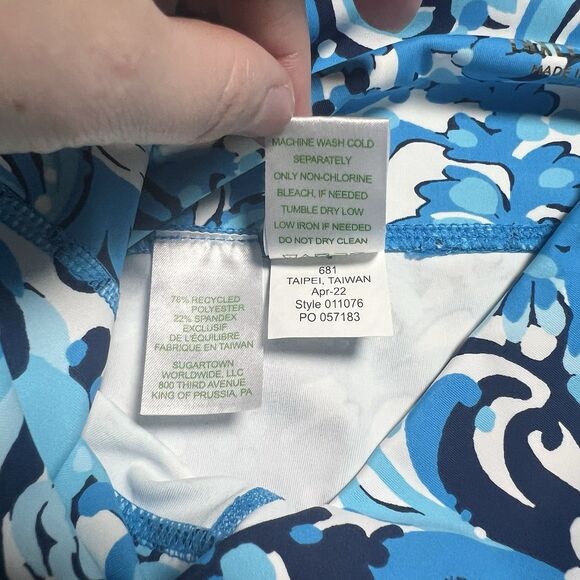 MADE
MACHINE WASH COLD
SEPARATELY
ONLY NON-CHLORINE
BLEACH, IF NEEDED
TUMBLE DRY LOW
LOW IRON IF NEEDED
DO NOT DRY CLEAN
681
TAIPEI, TAIWAN
Apr-22
Style 011076
PO 057183
78% RECYCLED
POLYESTER
22% SPANDEX
EXCLUSIF
DE L'ÉQUILIBRE
FABRIQUE EN TAIWAN
SUGARTOWN
WORLDWIDE, LLC
800 THIRD AVENUE
KING OF PRUSSIA, PA